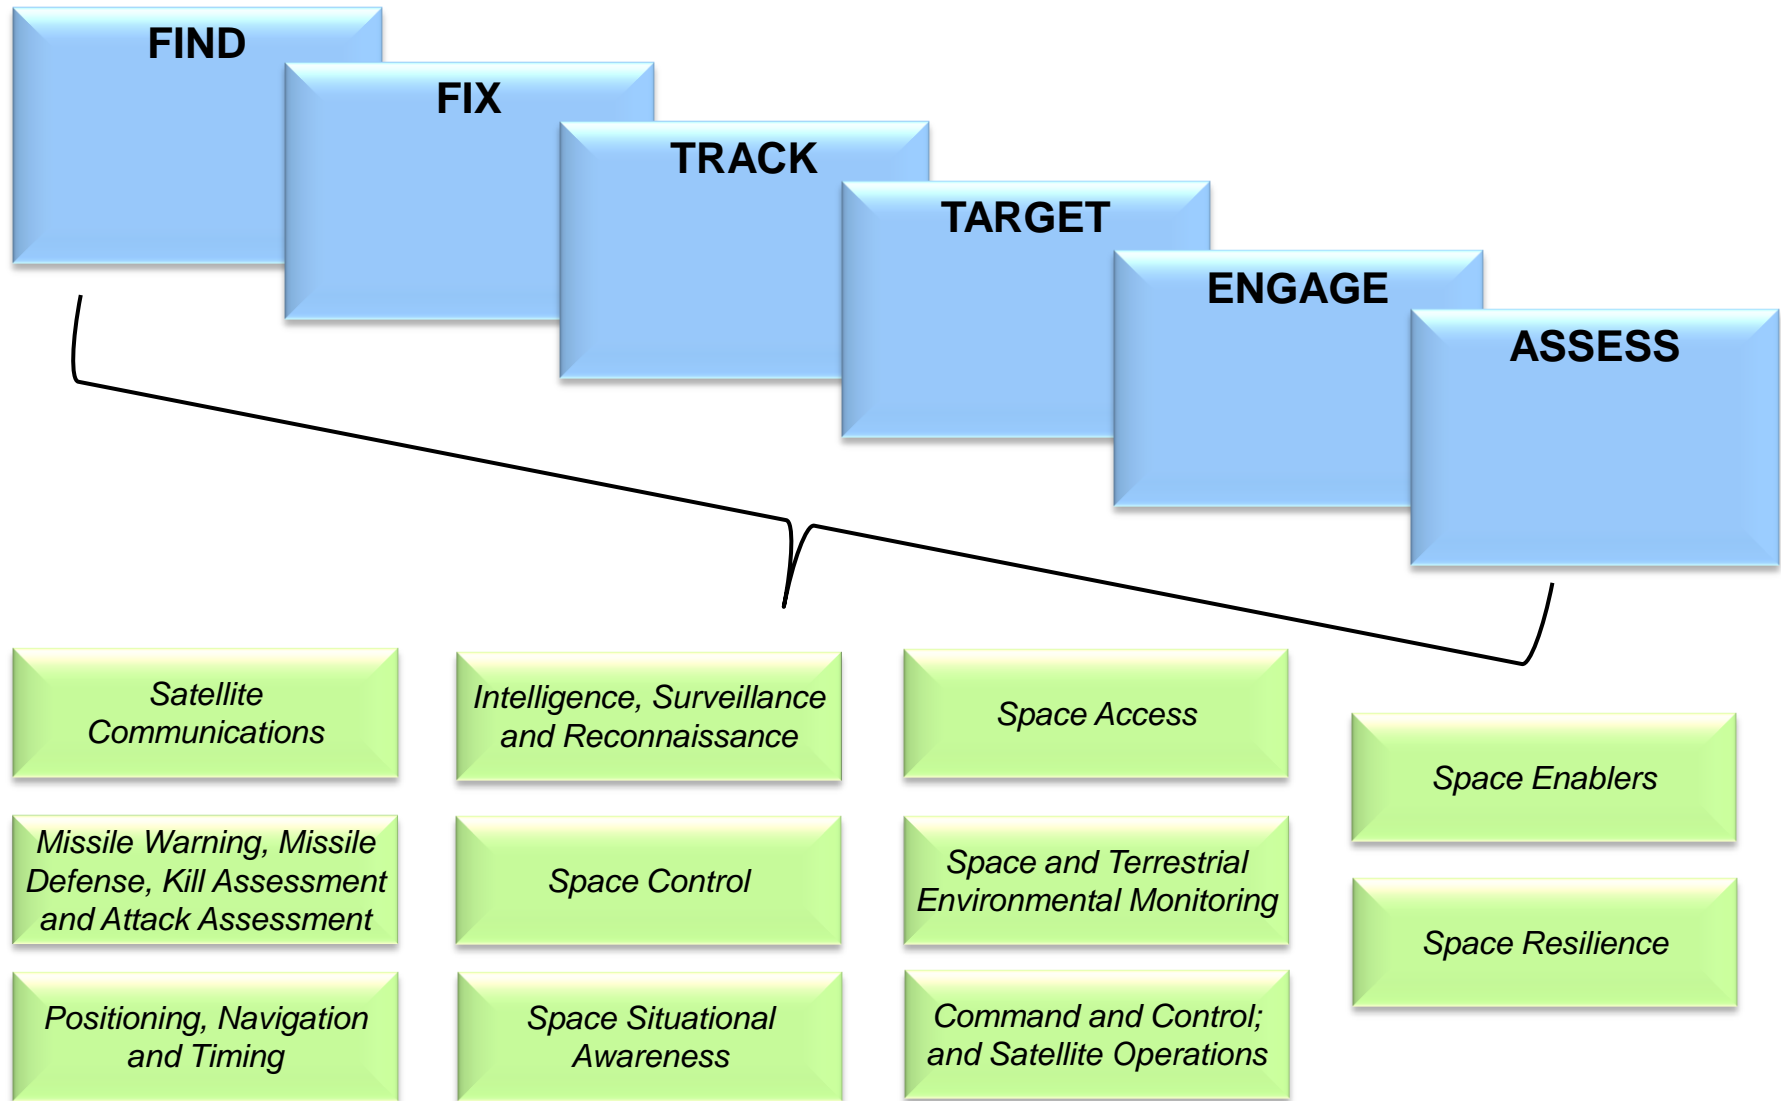 FIND
FIX
TRACK
TARGET
ENGAGE
ASSESS
Satellite
Communications
Intelligence, Surveillance
and Reconnaissance
Space Access
Space Enablers
Missile Warning, Missile
Defense, Kill Assessment
and Attack Assessment
Space Control
Space and Terrestrial
Environmental Monitoring
Space Resilience
Positioning, Navigation
and Timing
Space Situational
Awareness
Command and Control;
and Satellite Operations